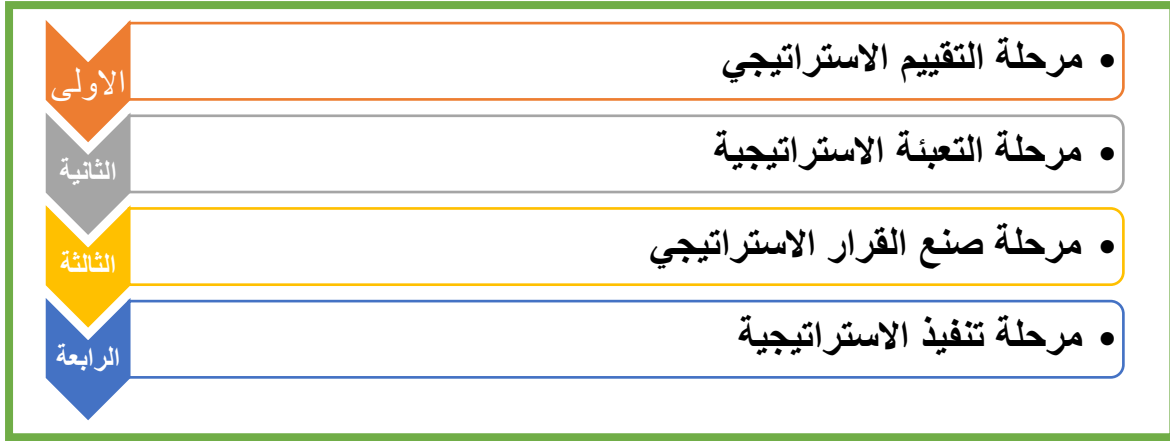 الاولى
• مرحلة التقييم الاستراتيجي
الثانية
• مرحلة التعبئة الاستراتيجية
الثالثة
• مرحلة صنع القرار الاستراتيجي
الرابعة
• مرحلة تنفيذ الاستراتيجية